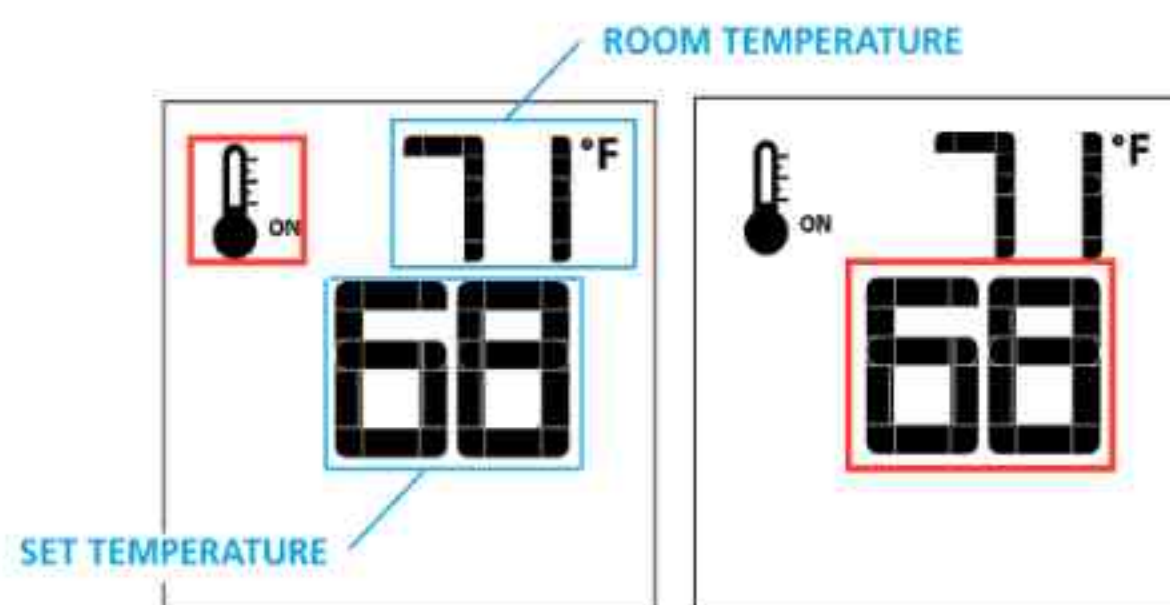 ROOM TEMPERATURE
71 °F
ON
68
SET TEMPERATURE
71 °F
ON
68